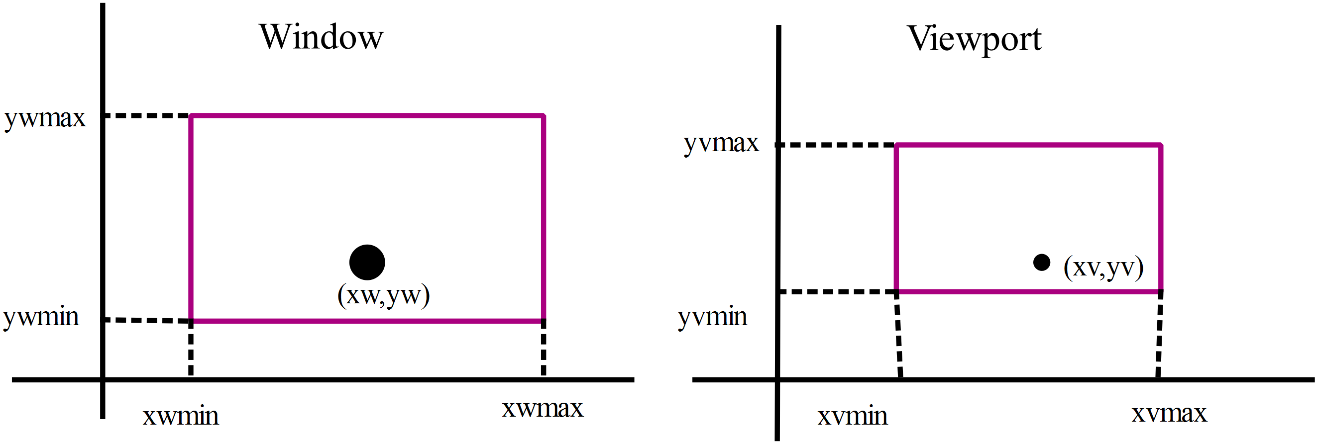 Window
ywmax
(xw,yw)
ywmin
xwmin
xwmax
Viewport
yvmax
(xv,yv)
yvmin
xvmin
xvmax